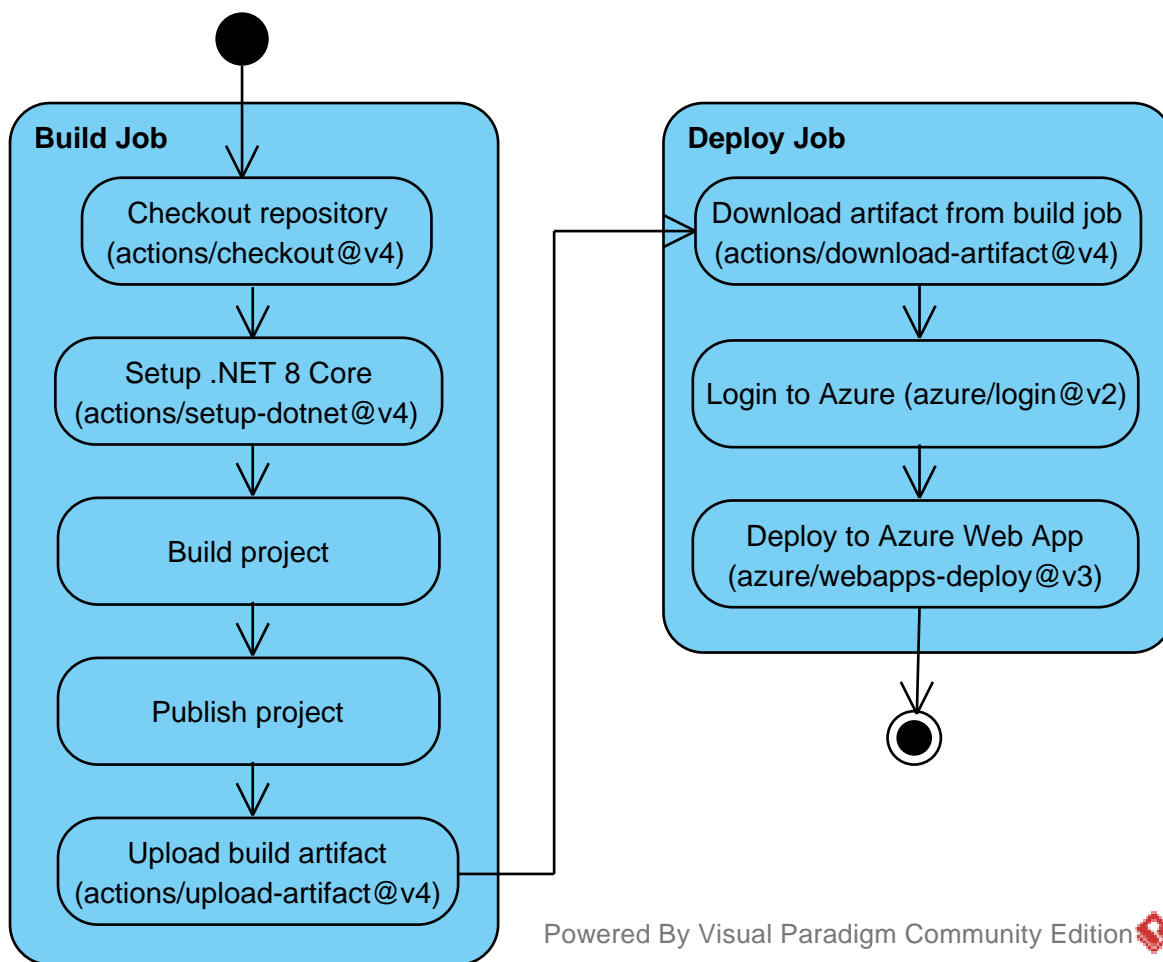 Build Job
Checkout repository
(actions/checkout@v4)
Setup .NET 8 Core
(actions/setup-dotnet@v4)
Build project
Publish project
Upload build artifact
(actions/upload-artifact@v4)
Deploy Job
Download artifact from build job
(actions/download-artifact@v4)
Login to Azure (azure/login@v2)
Deploy to Azure Web App
(azure/webapps-deploy@v3)
Powered By Visual Paradigm Community Edition